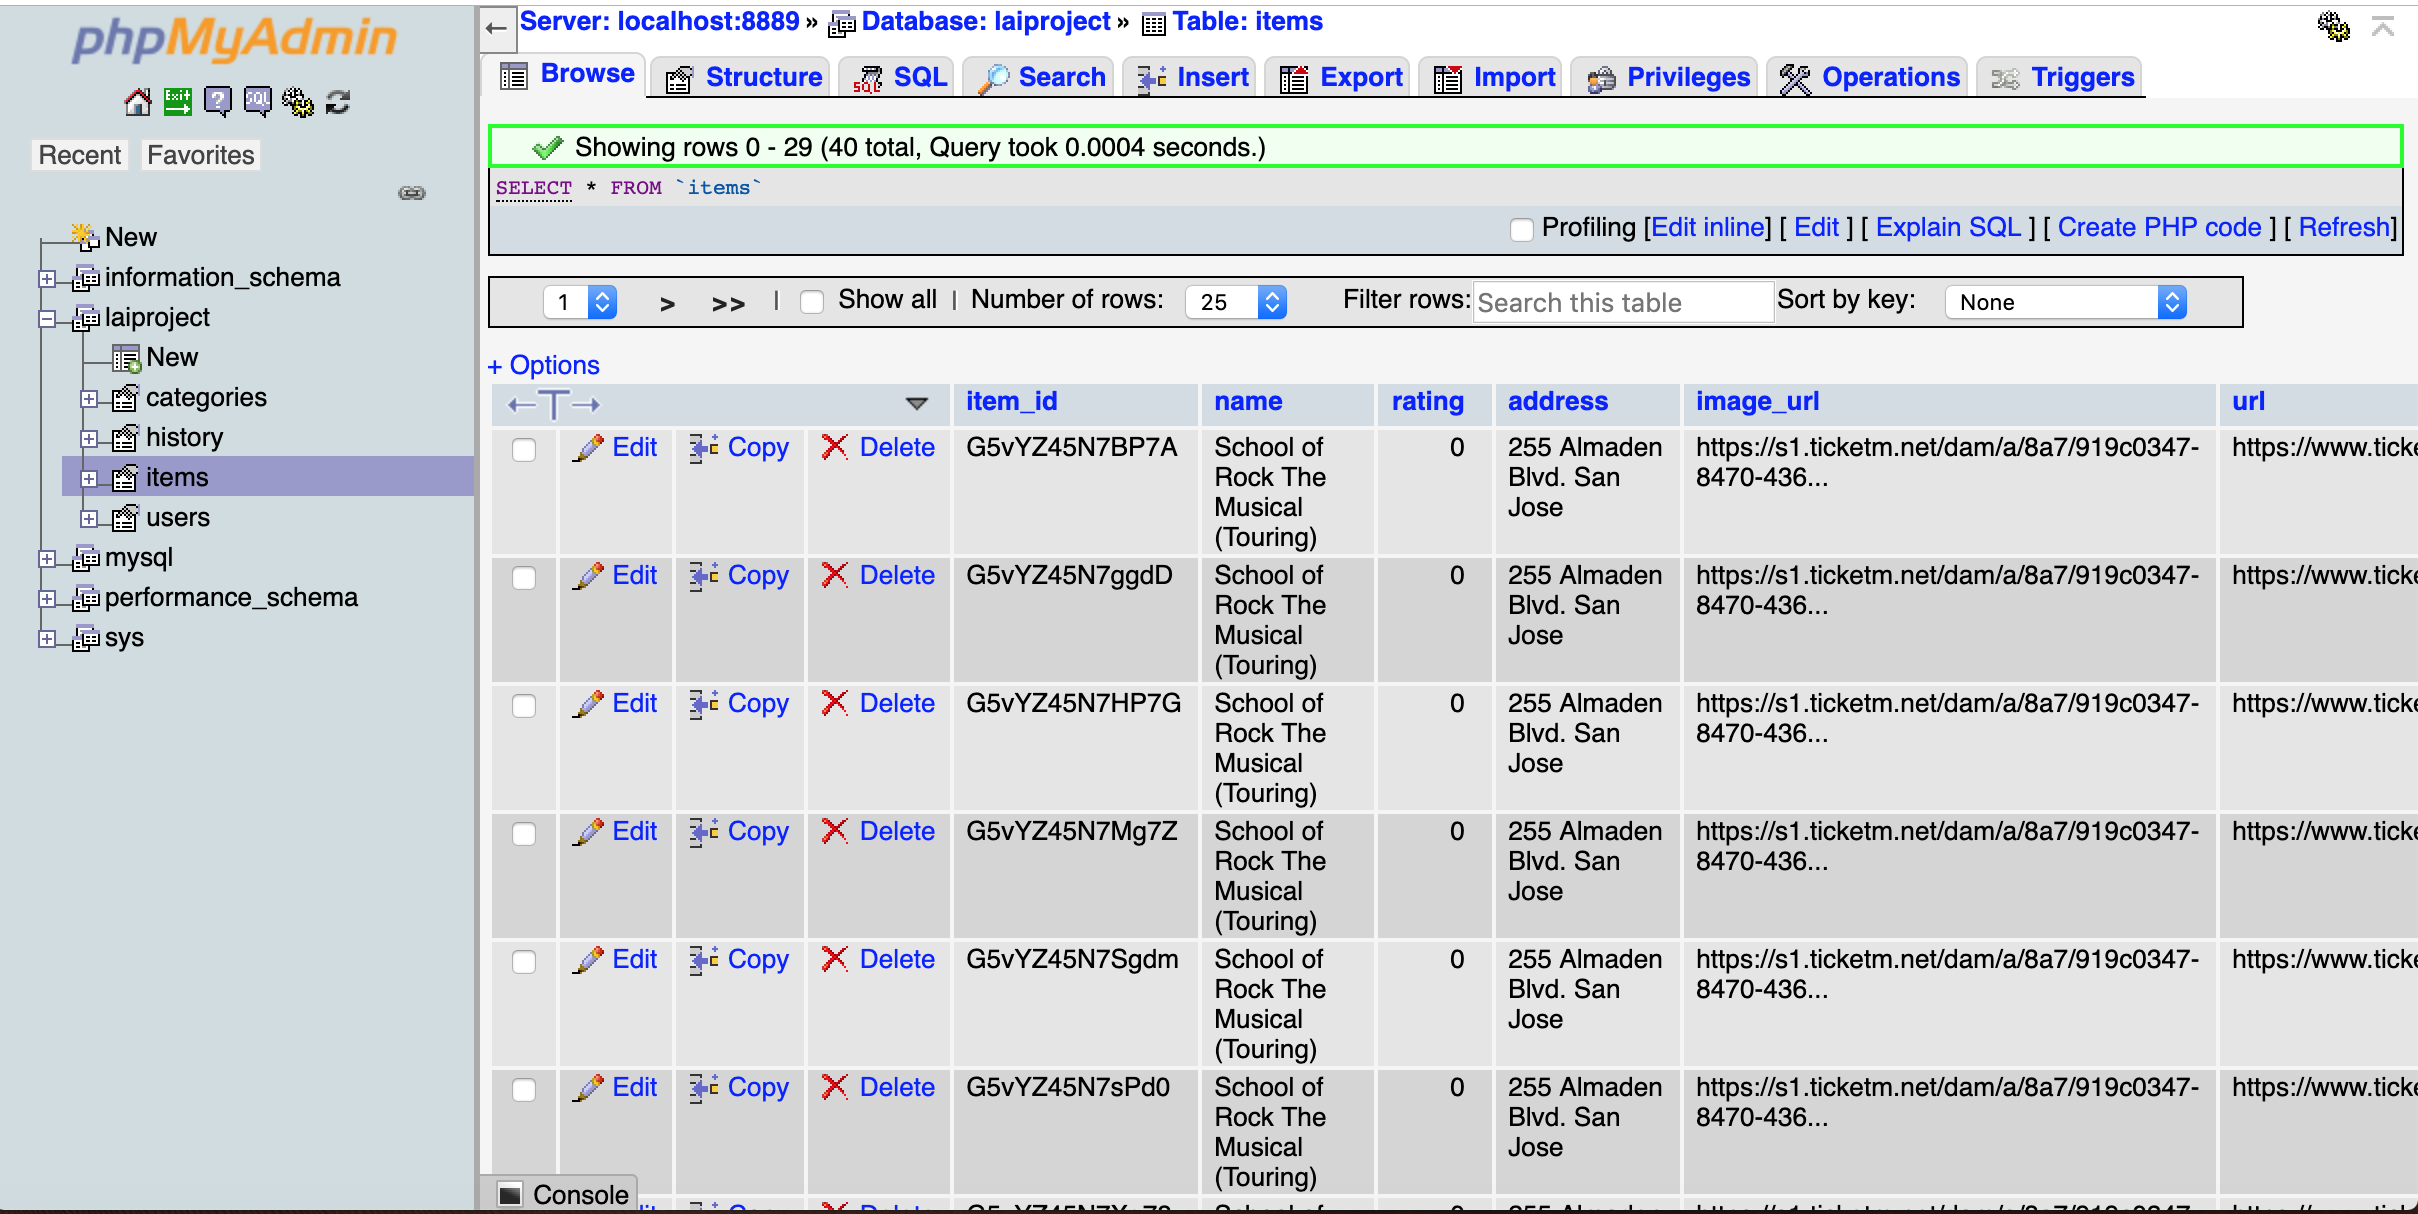 phpMyAdmin
Recent Favorites
New
information_schema
laiproject
New
categories
history
items
users
mysql
performance_schema
sys
Server: localhost:8889 » Database: laiproject » Table: items
Browse Structure SQL Search Insert Export Import Privileges Operations Triggers
Showing rows 0 - 29 (40 total, Query took 0.0004 seconds.)
SELECT * FROM `items`
Profiling [Edit inline] [ Edit ] [ Explain SQL ] [ Create PHP code ] [ Refresh]
1 > >> | Show all | Number of rows: 25 Filter rows: Search this table Sort by key: None
+ Options
item_id name rating address image_url url
Edit Copy Delete G5vYZ45N7BP7A School of 0 255 Almaden https://s1.ticketm.net/dam/a/8a7/919c0347- https://www.ticke
Rock The Blvd. San 8470-436...
Musical Jose
(Touring)
Edit Copy Delete G5vYZ45N7ggdD School of 0 255 Almaden https://s1.ticketm.net/dam/a/8a7/919c0347- https://www.ticke
Rock The Blvd. San 8470-436...
Musical Jose
(Touring)
Edit Copy Delete G5vYZ45N7HP7G School of 0 255 Almaden https://s1.ticketm.net/dam/a/8a7/919c0347- https://www.ticke
Rock The Blvd. San 8470-436...
Musical Jose
(Touring)
Edit Copy Delete G5vYZ45N7Mg7Z School of 0 255 Almaden https://s1.ticketm.net/dam/a/8a7/919c0347- https://www.ticke
Rock The Blvd. San 8470-436...
Musical Jose
(Touring)
Edit Copy Delete G5vYZ45N7Sgdm School of 0 255 Almaden https://s1.ticketm.net/dam/a/8a7/919c0347- https://www.ticke
Rock The Blvd. San 8470-436...
Musical Jose
(Touring)
Edit Copy Delete G5vYZ45N7sPd0 School of 0 255 Almaden https://s1.ticketm.net/dam/a/8a7/919c0347- https://www.ticke
Rock The Blvd. San 8470-436...
Musical Jose
(Touring)
Console